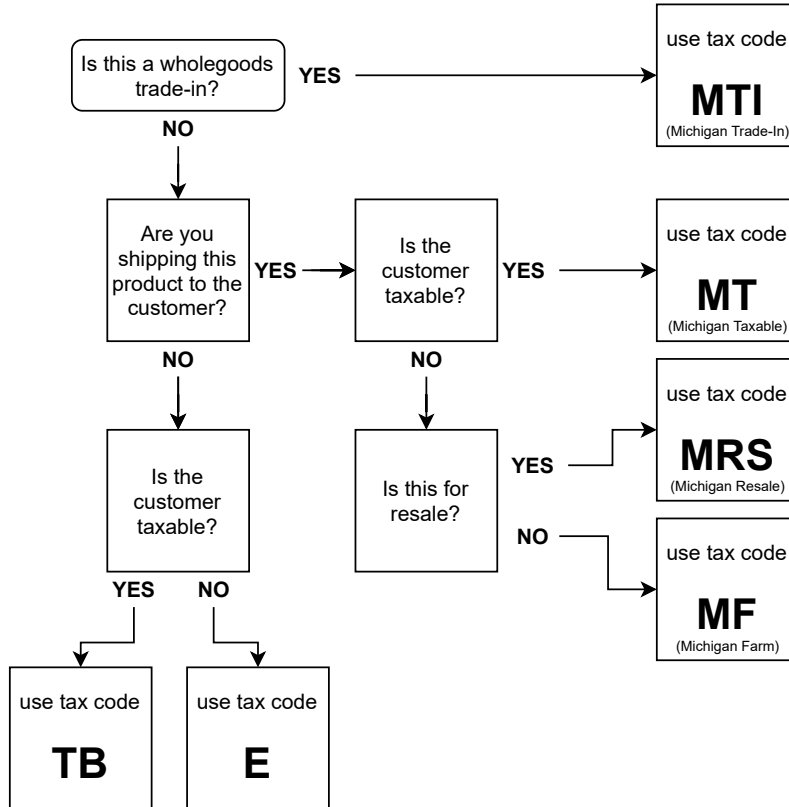 Is this a wholegoods
trade-in?
YES
use tax code
MTI
(Michigan Trade-In)
NO
Are you
shipping this
product to the
customer?
YES
Is the
customer
taxable?
YES
use tax code
MT
(Michigan Taxable)
NO
NO
Is the
customer
taxable?
Is this for
resale?
YES
use tax code
MRS
(Michigan Resale)
NO
use tax code
MF
(Michigan Farm)
YES
NO
use tax code
TB
use tax code
E